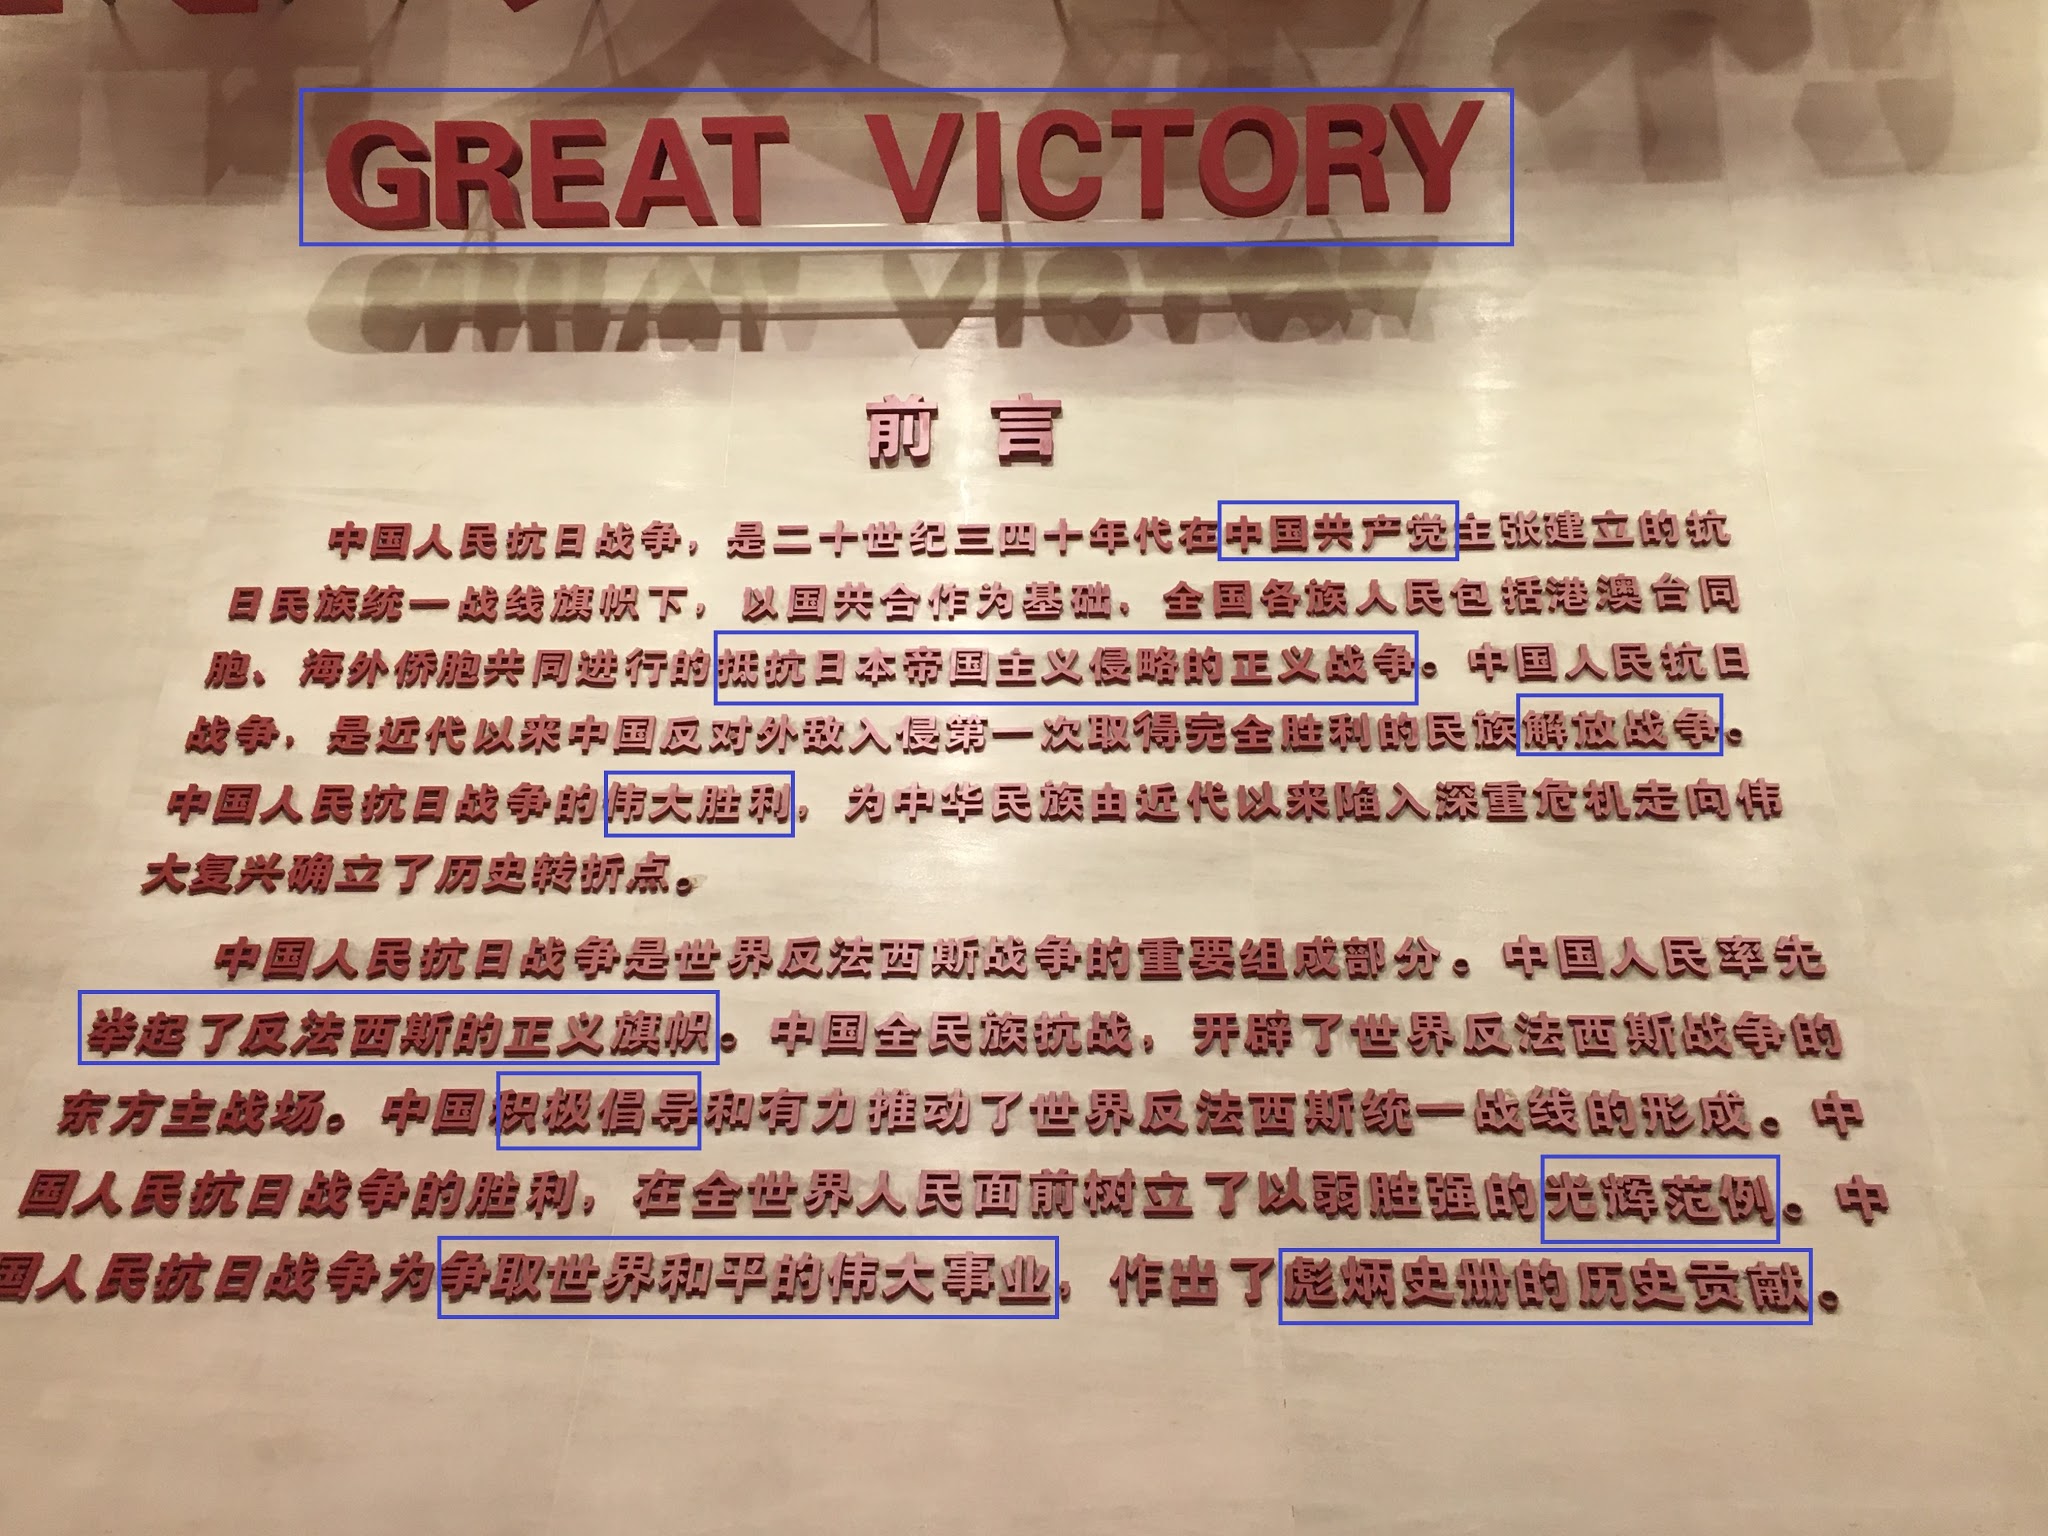 GREAT VICTORY
前言
中国人民抗日战争，是二十世纪三四十年代在中国共产党主张建立的抗
日民族统一战线旗帜下，以国共合作为基础，全国各族人民包括港澳台同
胞、海外侨胞共同进行的抵抗日本帝国主义侵略的正义战争。中国人民抗日
战争，是近代以来中国反对外敌入侵第一次取得完全胜利的民族解放战争。
中国人民抗日战争的伟大胜利，为中华民族由近代以来陷入深重危机走向伟
大复兴确立了历史转折点。
中国人民抗日战争是世界反法西斯战争的重要组成部分。中国人民率先
举起了反法西斯的正义旗帜。中国全民族抗战，开辟了世界反法西斯战争的
东方主战场。中国积极倡导和有力推动了世界反法西斯统一战线的形成。中
国人民抗日战争的胜利，在全世界人民面前树立了以弱胜强的光辉范例。中
国人民抗日战争为争取世界和平的伟大事业，作出了彪炳史册的历史贡献。